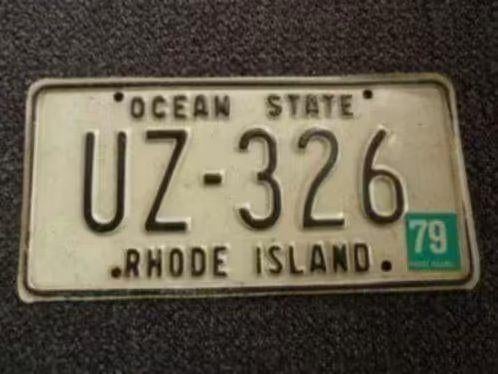 OCEAN STATE
UZ-326
79
RHODE ISLAND